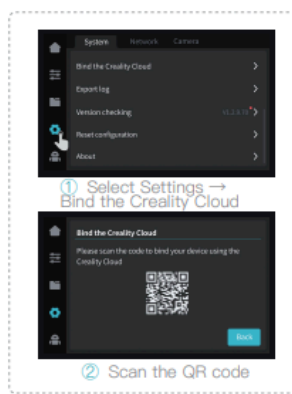 System Network Camera
Bind the Creality Cloud
Export log
Version checking
Reset configuration
About
① Select Settings →
Bind the Creality Cloud
Bind the Creality Cloud
Please scan the code to bind your device using the
Creality Cloud
Back
② Scan the QR code